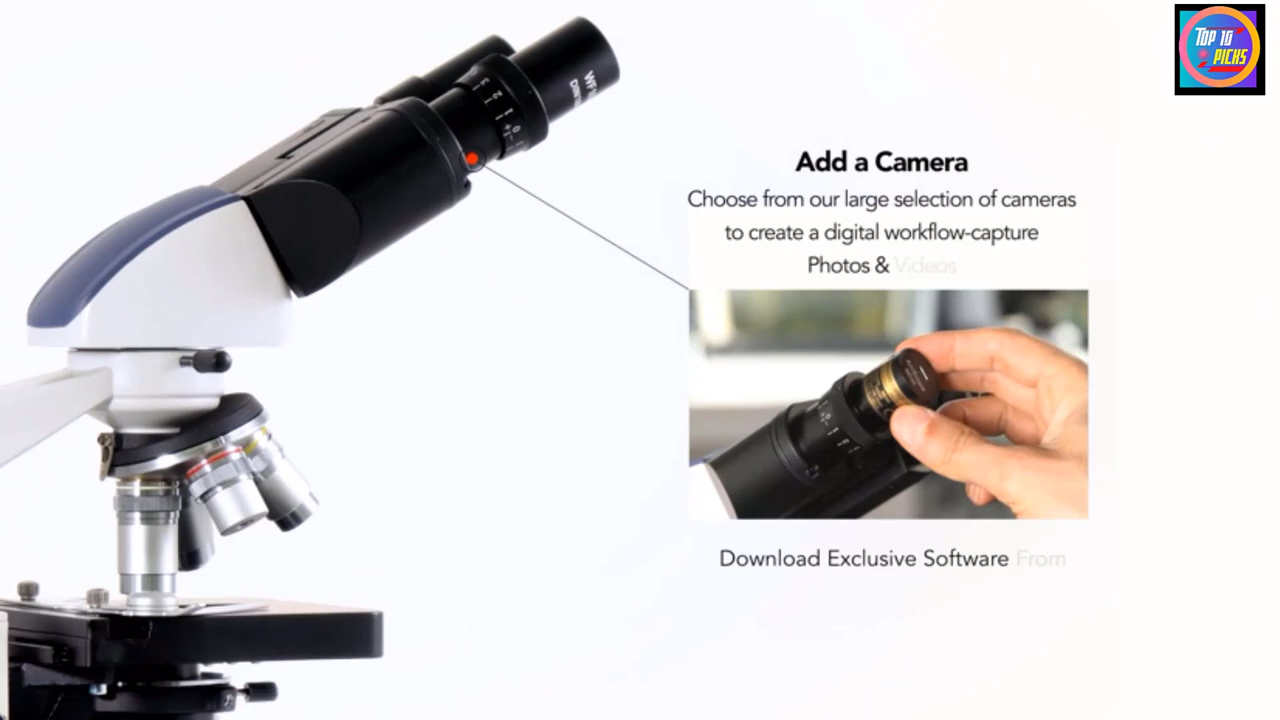 TOP 10
PICKS
Add a Camera
Choose from our large selection of cameras
to create a digital workflow-capture
Photos & Videos
Download Exclusive Software From